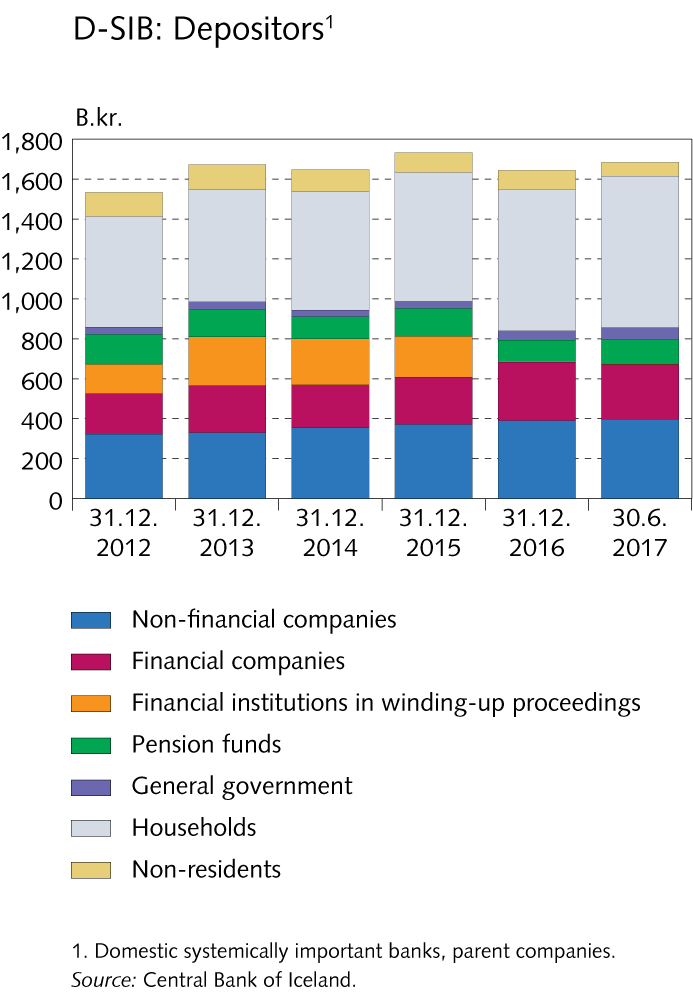 D-SIB: Depositors¹
B.kr.
1,800
1,600
1,400
1,200
1,000
800
600
400
200
0
31.12. 31.12. 31.12. 31.12. 31.12. 30.6.
2012 2013 2014 2015 2016 2017
Non-financial companies
Financial companies
Financial institutions in winding-up proceedings
Pension funds
General government
Households
Non-residents
1. Domestic systemically important banks, parent companies.
Source: Central Bank of Iceland.